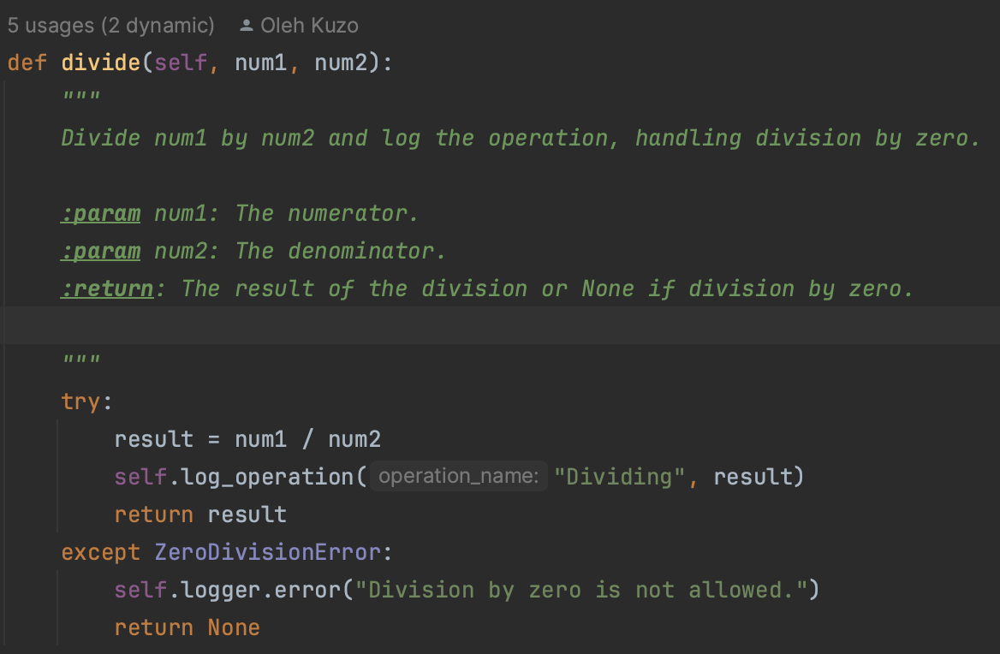 5 usages (2 dynamic) Oleh Kuzo
def divide(self, num1, num2):
"""
Divide num1 by num2 and log the operation, handling division by zero.
:param num1: The numerator.
:param num2: The denominator.
:return: The result of the division or None if division by zero.
"""
try:
result = num1 / num2
self.log_operation( operation_name: "Dividing", result)
return result
except ZeroDivisionError:
self.logger.error("Division by zero is not allowed.")
return None